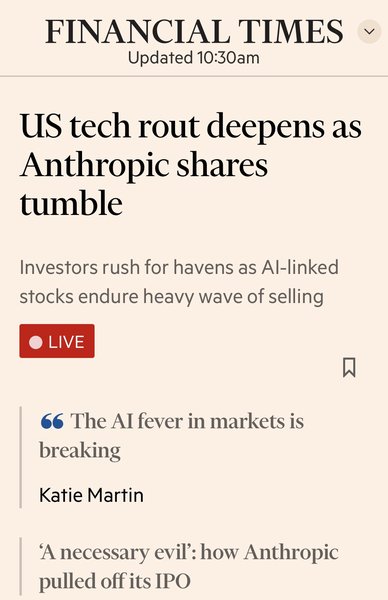 FINANCIAL TIMES
Updated 10:30am
US tech rout deepens as
Anthropic shares
tumble
Investors rush for havens as AI-linked
stocks endure heavy wave of selling
LIVE
“ The AI fever in markets is
breaking
Katie Martin
‘A necessary evil’: how Anthropic
pulled off its IPO